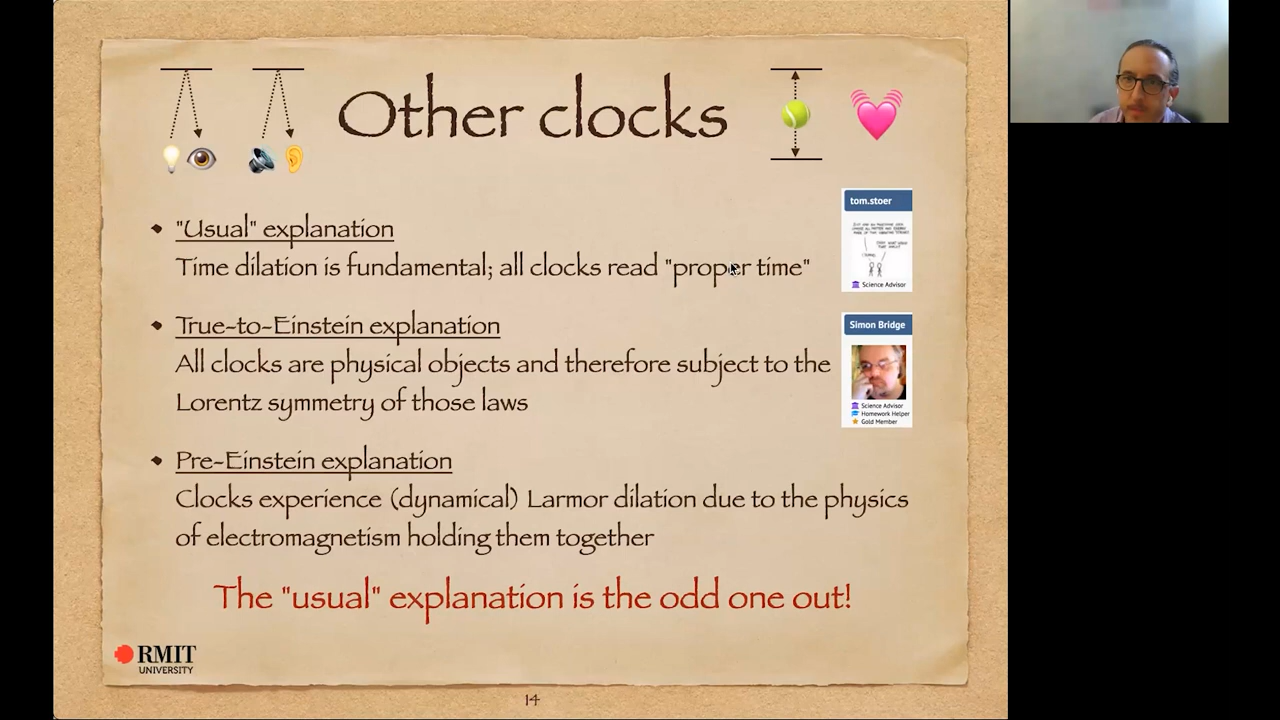 Other clocks
tom.stoer
• "Usual" explanation
Time dilation is fundamental; all clocks read "proper time"
Science Advisor
• True-to-Einstein explanation
Simon Bridge
All clocks are physical objects and therefore subject to the
Lorentz symmetry of those laws
Science Advisor
Homework Helper
Gold Member
• Pre-Einstein explanation
Clocks experience (dynamical) Larmor dilation due to the physics
of electromagnetism holding them together
The "usual" explanation is the odd one out!
RMIT
UNIVERSITY
14